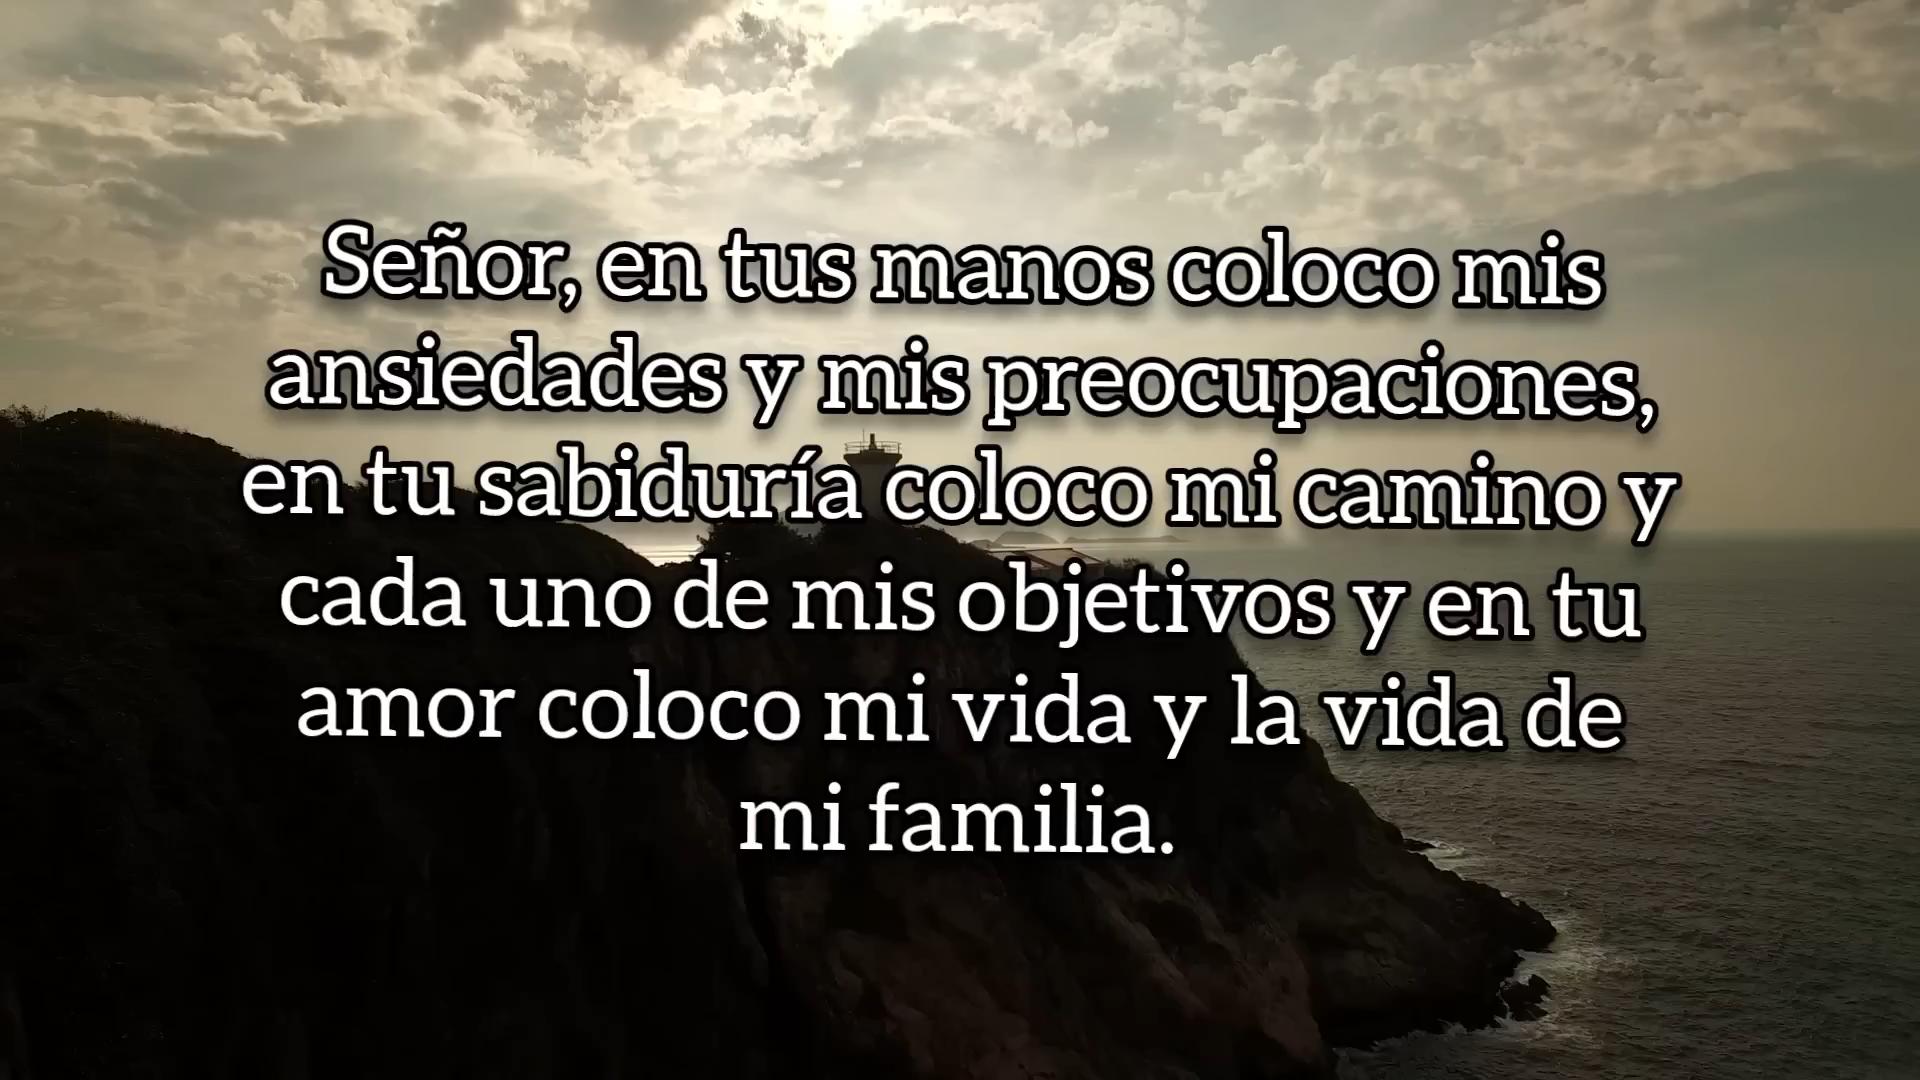 Señor, en tus manos coloco mis
ansiedades y mis preocupaciones,
en tu sabiduría coloco mi camino y
cada uno de mis objetivos y en tu
amor coloco mi vida y la vida de
mi familia.